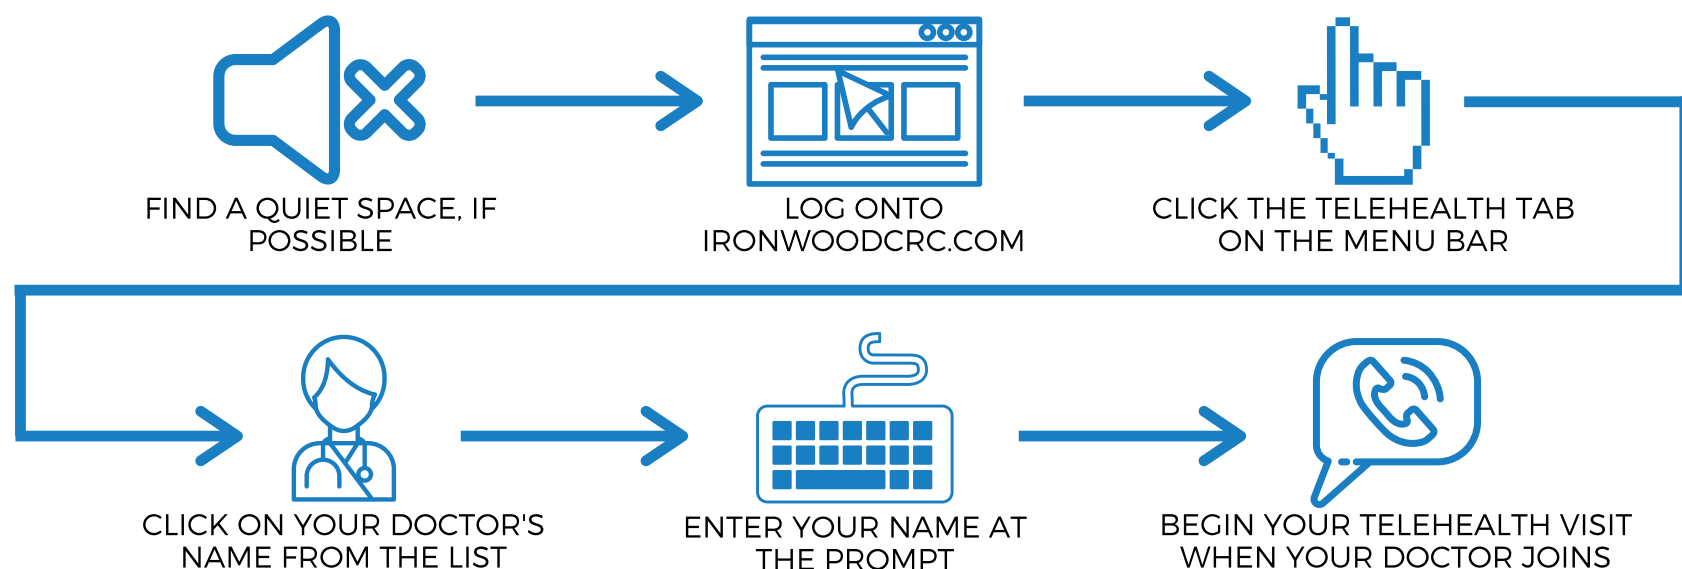 FIND A QUIET SPACE, IF
POSSIBLE
LOG ONTO
IRONWOODCRC.COM
CLICK THE TELEHEALTH TAB
ON THE MENU BAR
CLICK ON YOUR DOCTOR'S
NAME FROM THE LIST
ENTER YOUR NAME AT
THE PROMPT
BEGIN YOUR TELEHEALTH VISIT
WHEN YOUR DOCTOR JOINS